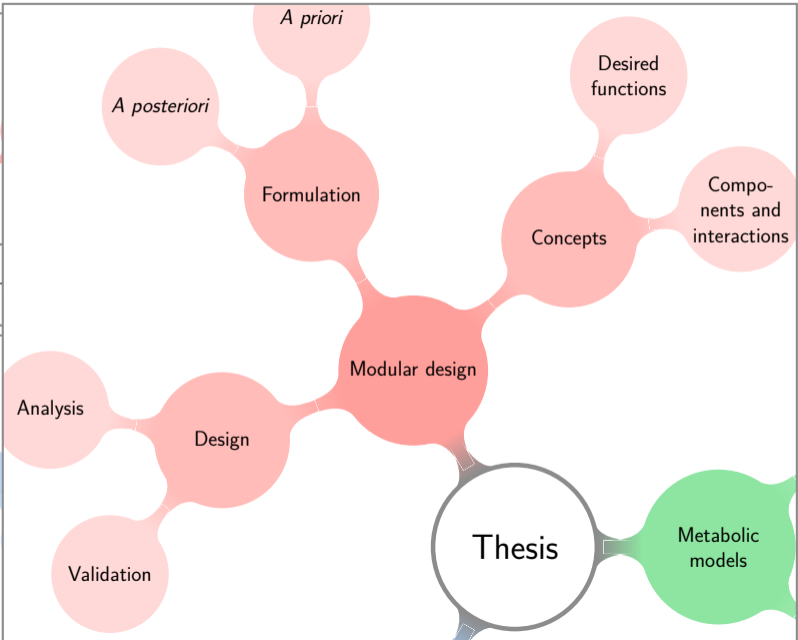 A priori
A posteriori
Desired
functions
Formulation
Compo-
nents and
interactions
Concepts
Modular design
Analysis
Design
Thesis
Metabolic
models
Validation